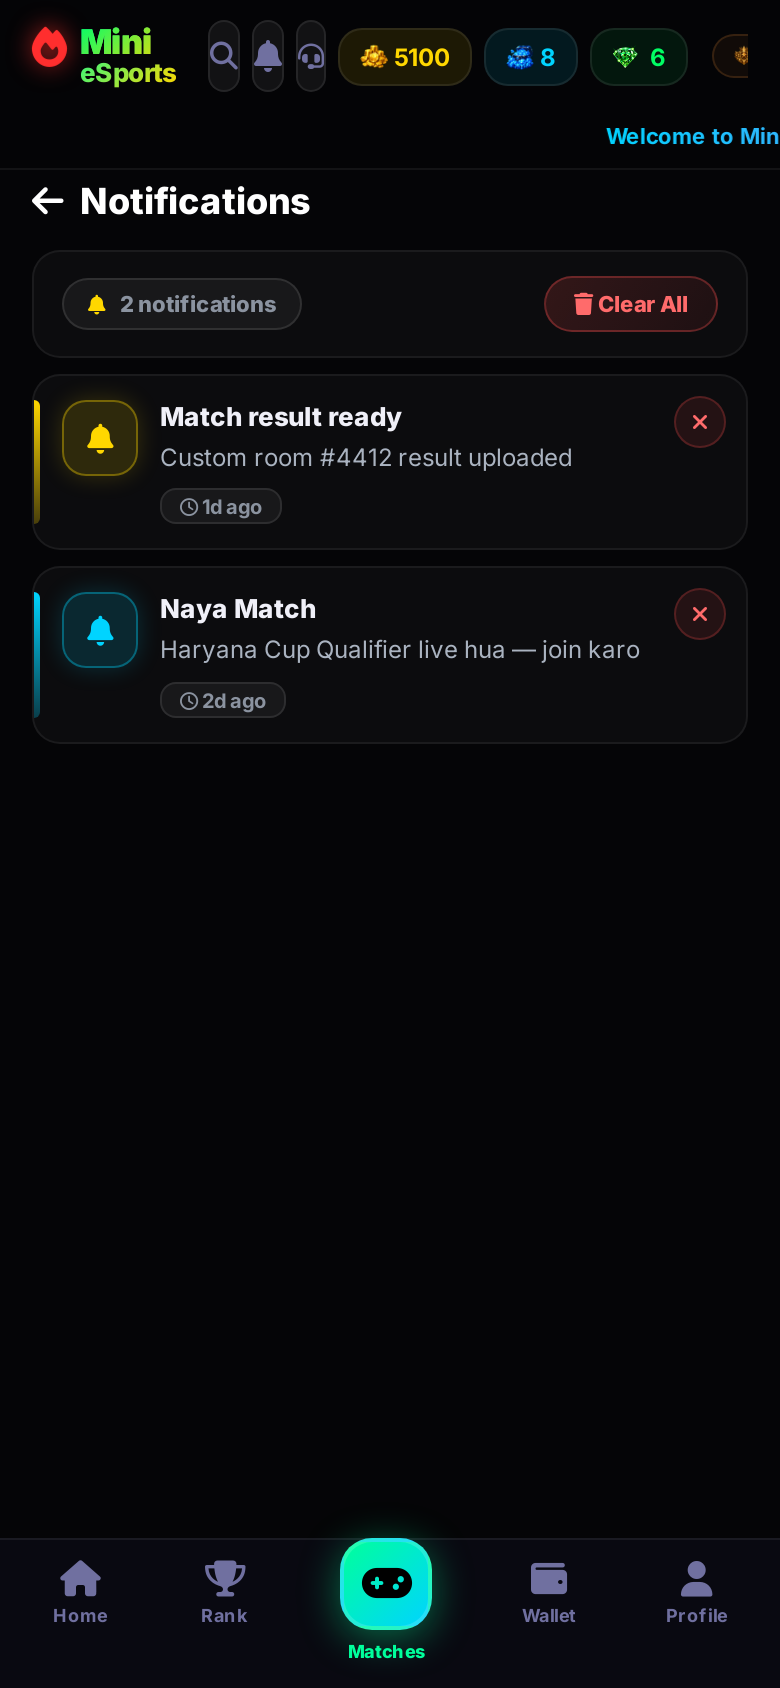 Mini
eSports
5100
8
6
Welcome to Min
Notifications
2 notifications
Clear All
Match result ready
Custom room #4412 result uploaded
1d ago
Naya Match
Haryana Cup Qualifier live hua — join karo
2d ago
Home
Rank
Matches
Wallet
Profile